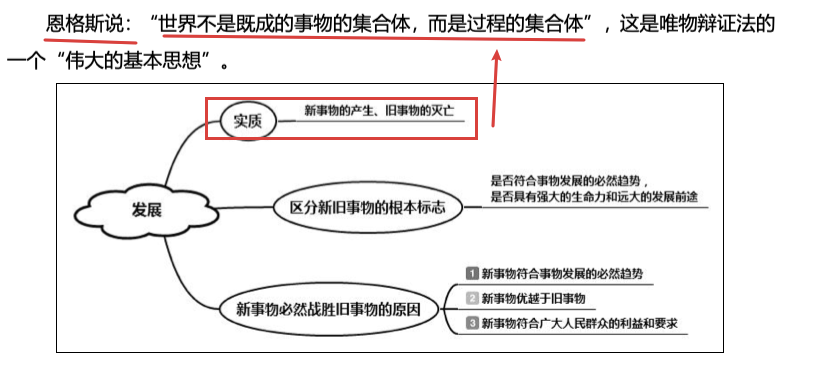 恩格斯说：“世界不是既成的事物的集合体，而是过程的集合体”，这是唯物辩证法的
一个“伟大的基本思想”。
实质
新事物的产生、旧事物的灭亡
发展
区分新旧事物的根本标志
是否符合事物发展的必然趋势，
是否具有强大的生命力和远大的发展前途
新事物必然战胜旧事物的原因
1 新事物符合事物发展的必然趋势
2 新事物优越于旧事物
3 新事物符合广大人民群众的利益和要求